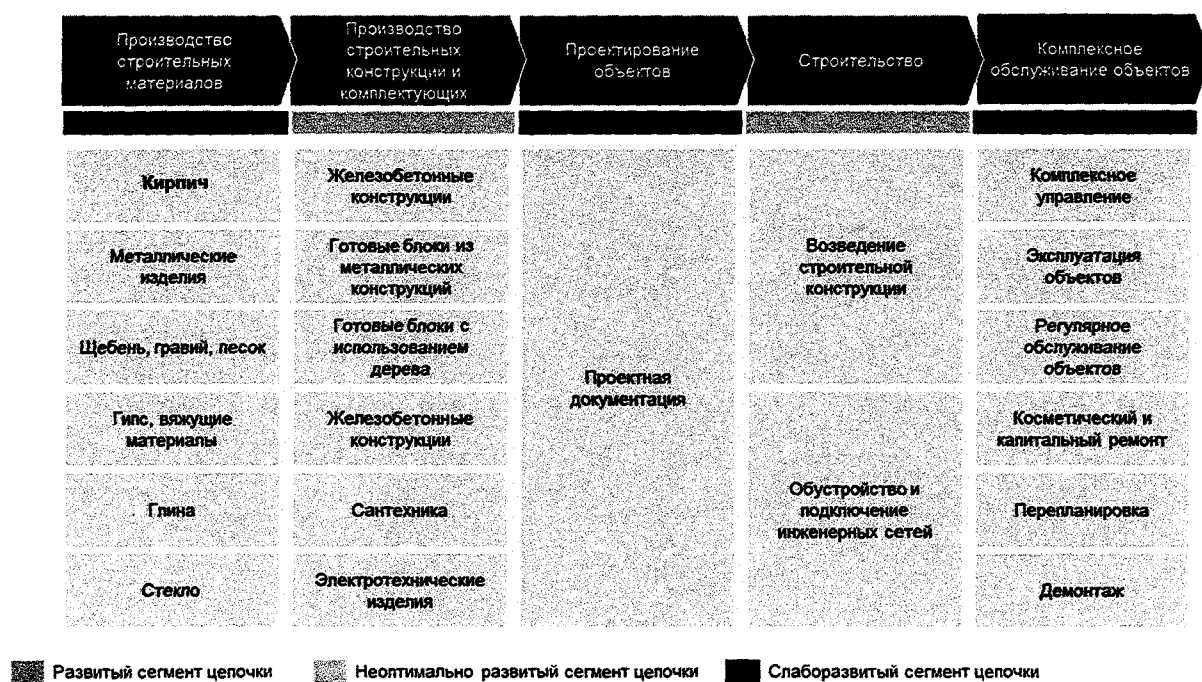 Производство
строительных
материалов
Производство
строительных
конструкции и
комплектующих
Проектирование
объектов
Строительство
Комплексное
обслуживание объектов
Кирпич
Металлические
изделия
Щебень, гравий, песок
Гипс, вяжущие
материалы
Глина
Стекло
Железобетонные
конструкции
Готовые блоки из
металлических
конструкций
Готовые блоки с
использованием
дерева
Железобетонные
конструкции
Сантехника
Электротехнические
изделия
Проектная
документация
Возведение
строительной
конструкции
Обустройство и
подключение
инженерных сетей
Комплексное
управление
Эксплуатация
объектов
Регулярное
обслуживание
объектов
Косметический и
капитальный ремонт
Перепланировка
Демонтаж
Развитый сегмент цепочки
Неоптимально развитый сегмент цепочки
Слаборазвитый сегмент цепочки